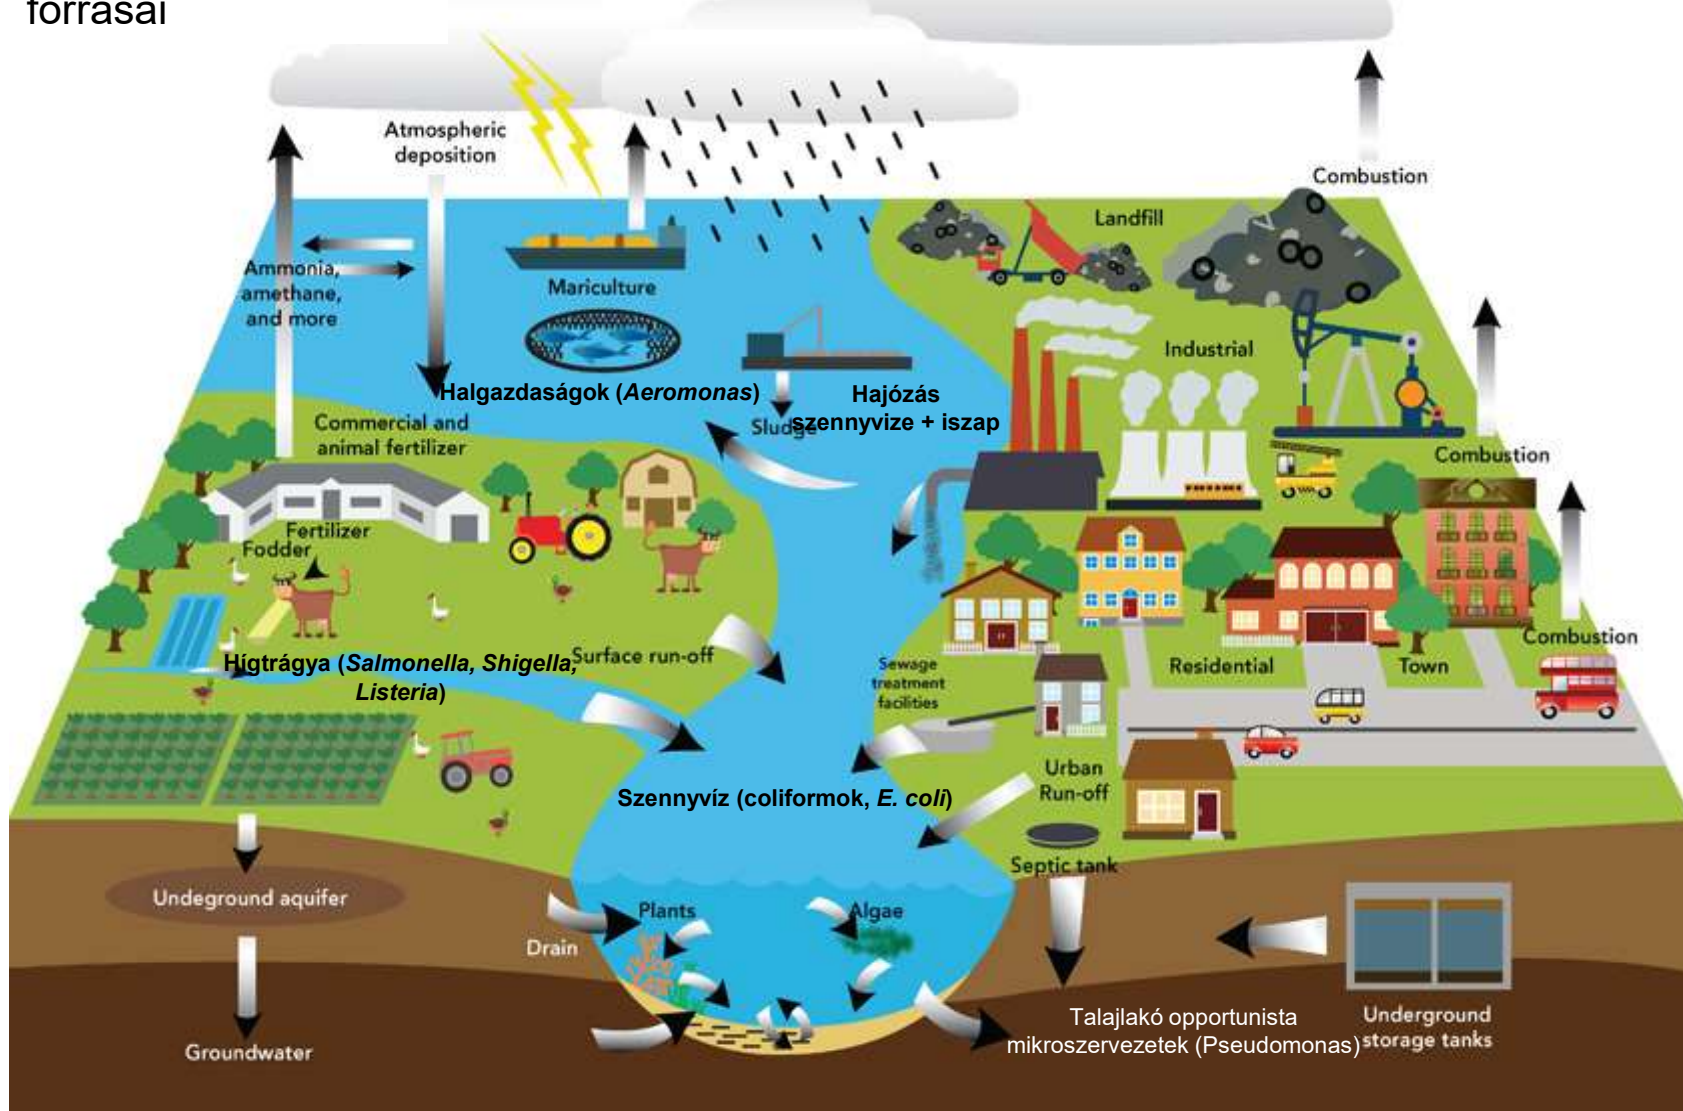 forrásai
Atmospheric
deposition
Combustion
Landfill
Ammonia,
amethane,
and more
Mariculture
Industrial
Halgazdaságok (Aeromonas)
Hajózás
szennyvize + iszap
Sludge
Commercial and
animal fertilizer
Combustion
Fertilizer
Fodder
Combustion
Surface run-off
Hígtrágya (Salmonella, Shigella,
Listeria)
Sewage
treatment
facilities
Residential
Town
Urban
Run-off
Szennyvíz (coliformok, E. coli)
Septic tank
Undeground aquifer
Plants
Algae
Drain
Talajlakó opportunista
mikroszervezetek (Pseudomonas)
Underground
storage tanks
Groundwater